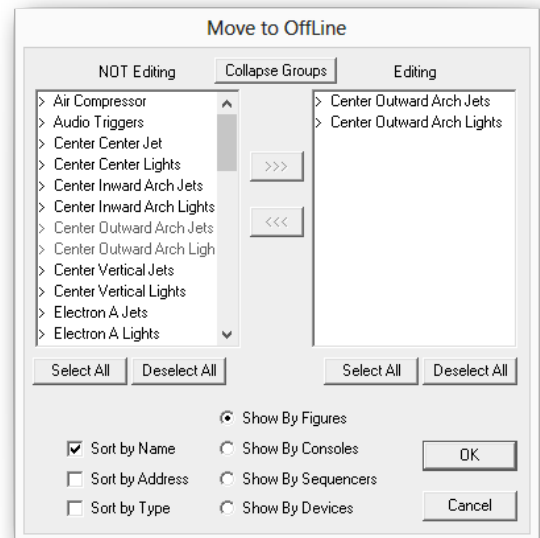 Move to OffLine
NOT Editing
Collapse Groups
Editing
> Air Compressor
> Audio Triggers
> Center Center Jet
> Center Center Lights
> Center Inward Arch Jets
> Center Inward Arch Lights
> Center Outward Arch Jets
> Center Outward Arch Ligh
> Center Vertical Jets
> Center Vertical Lights
> Electron A Jets
> Electron A Lights
>>>
<<<
> Center Outward Arch Jets
> Center Outward Arch Lights
Select All
Deselect All
Select All
Deselect All
Show By Figures
Sort by Name
Show By Consoles
OK
Sort by Address
Show By Sequencers
Sort by Type
Show By Devices
Cancel